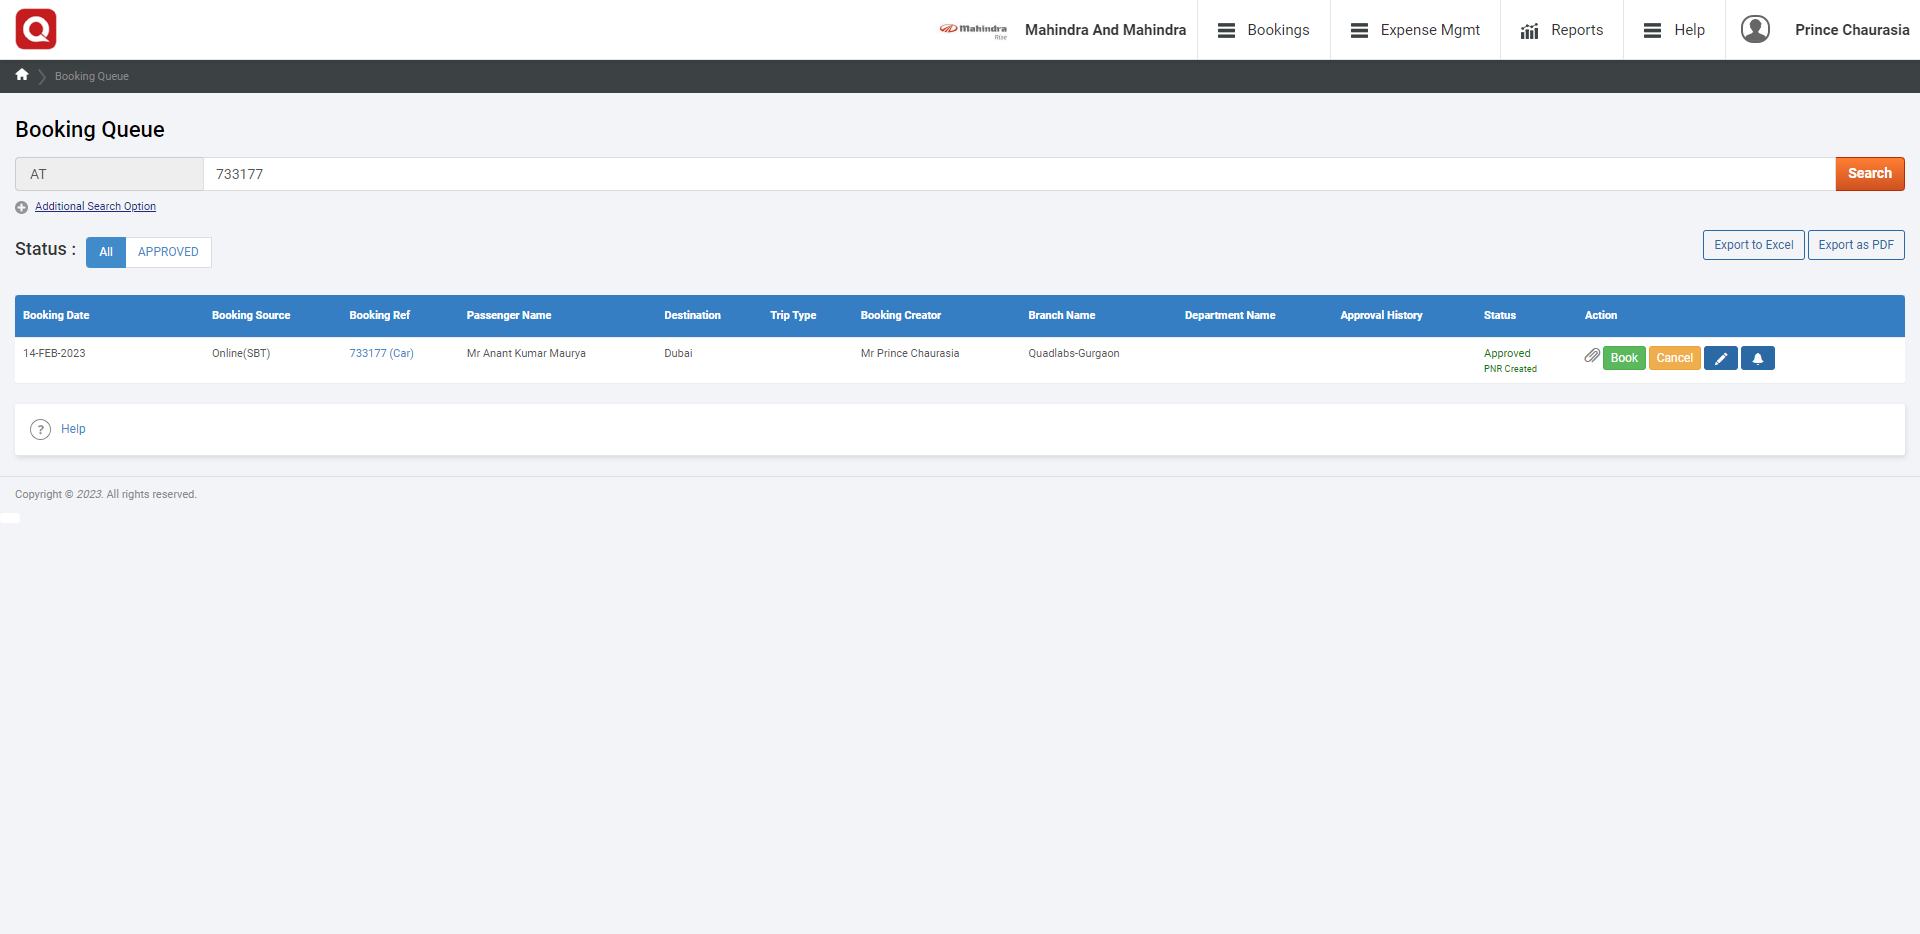 Mahindra
Rise
Mahindra And Mahindra
Bookings
Expense Mgmt
Reports
Help
Prince Chaurasia
Booking Queue
Booking Queue
AT
733177
Search
Additional Search Option
Status :
All
APPROVED
Export to Excel
Export as PDF
Booking Date Booking Source Booking Ref Passenger Name Destination Trip Type Booking Creator Branch Name Department Name Approval History Status Action
14-FEB-2023 Online(SBT) 733177 (Car) Mr Anant Kumar Maurya Dubai Mr Prince Chaurasia Quadlabs-Gurgaon Approved Book Cancel
PNR Created
? Help
Copyright © 2023. All rights reserved.